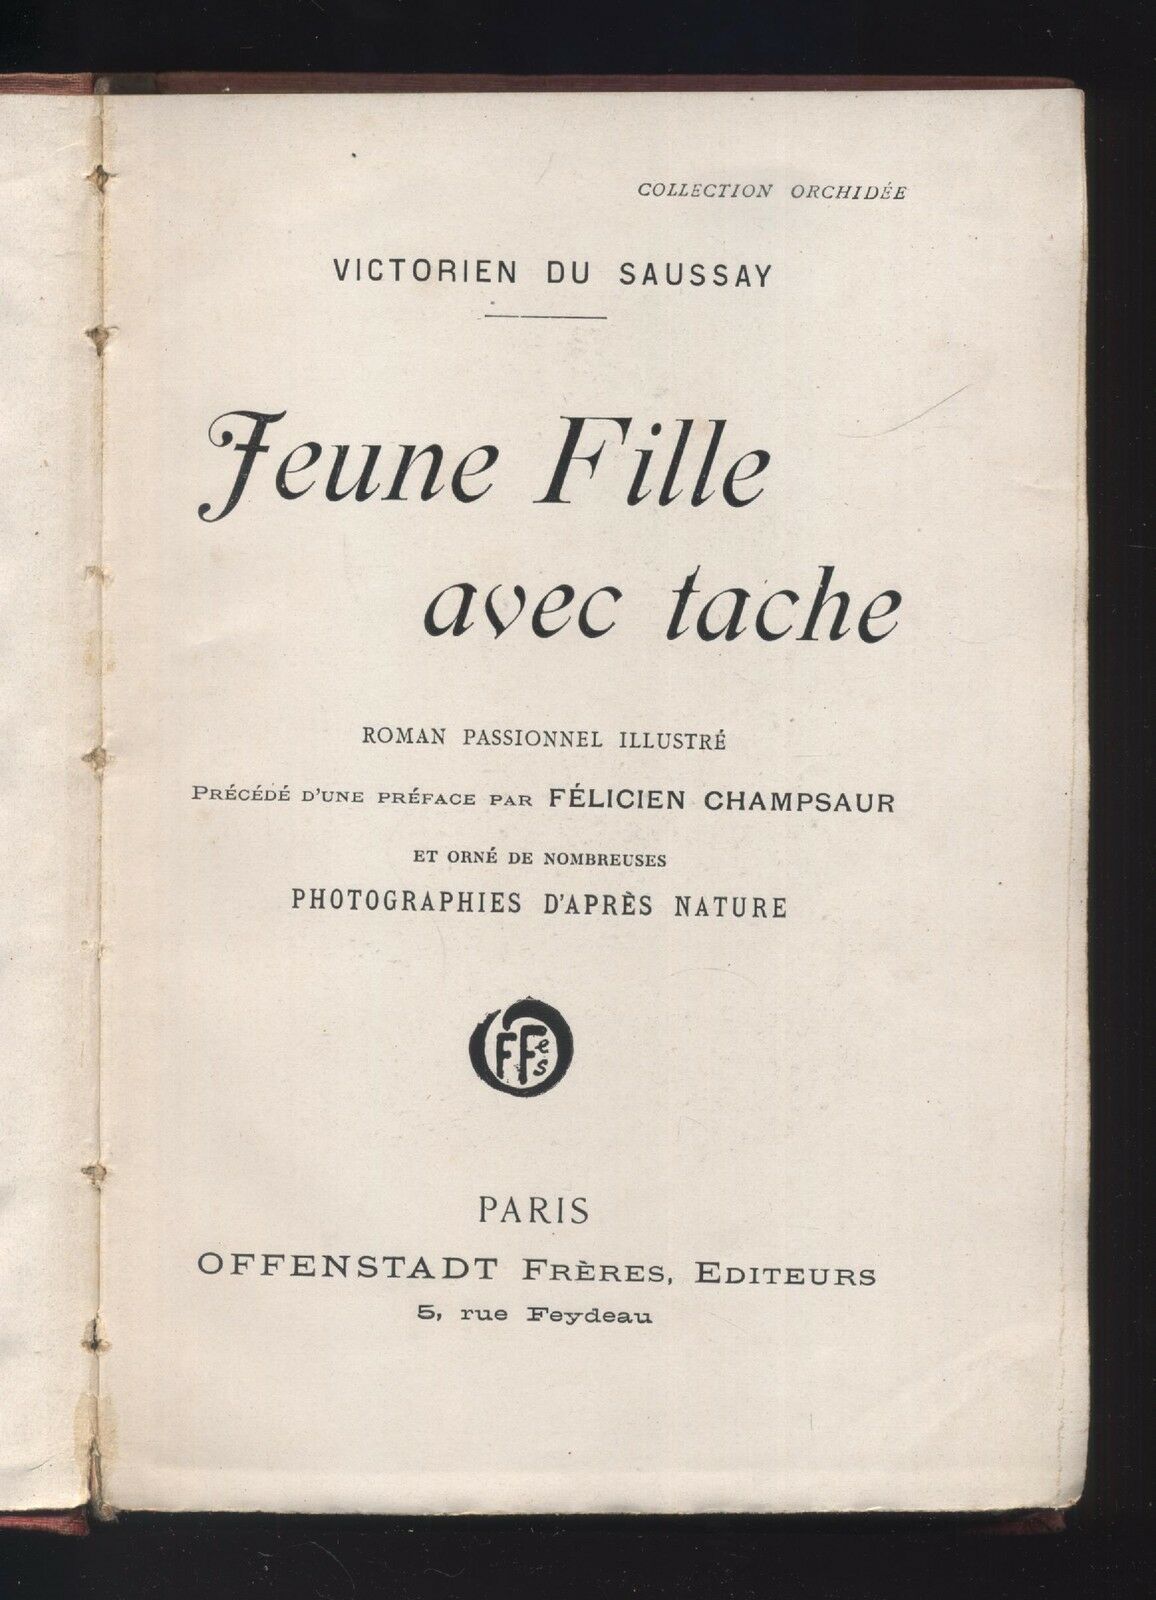 COLLECTION ORCHIDÉE
VICTORIEN DU SAUSSAY
Jeune Fille
avec tache
ROMAN PASSIONNEL ILLUSTRÉ
PRÉCÉDÉ D'UNE PRÉFACE PAR FÉLICIEN CHAMPSAUR
ET ORNÉ DE NOMBREUSES
PHOTOGRAPHIES D'APRÈS NATURE
OFFes
PARIS
OFFENSTADT FRÈRES, EDITEURS
5, rue Feydeau